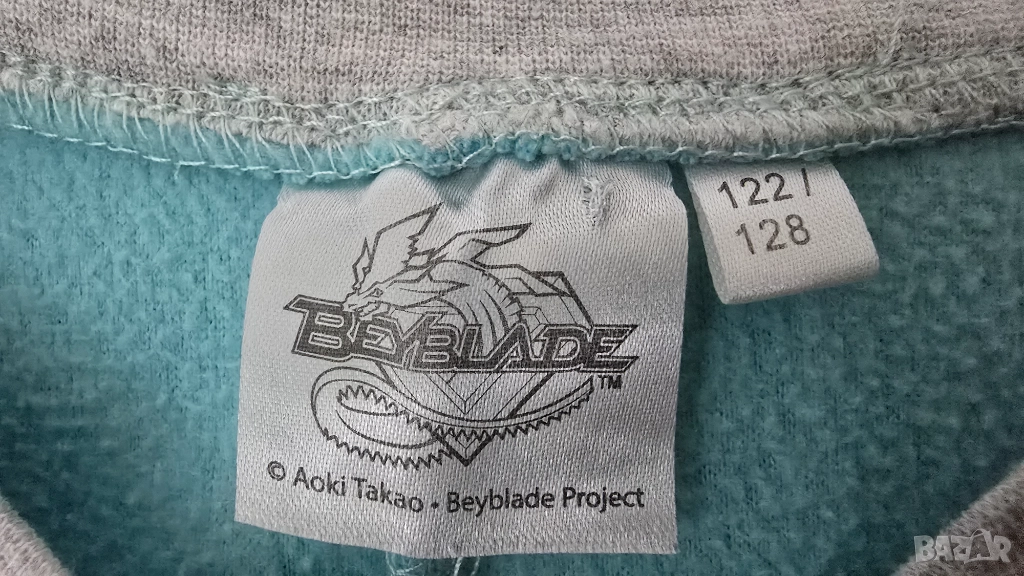 122 /
128
BEYBLADE
TM
© Aoki Takao • Beyblade Project
BAZAR